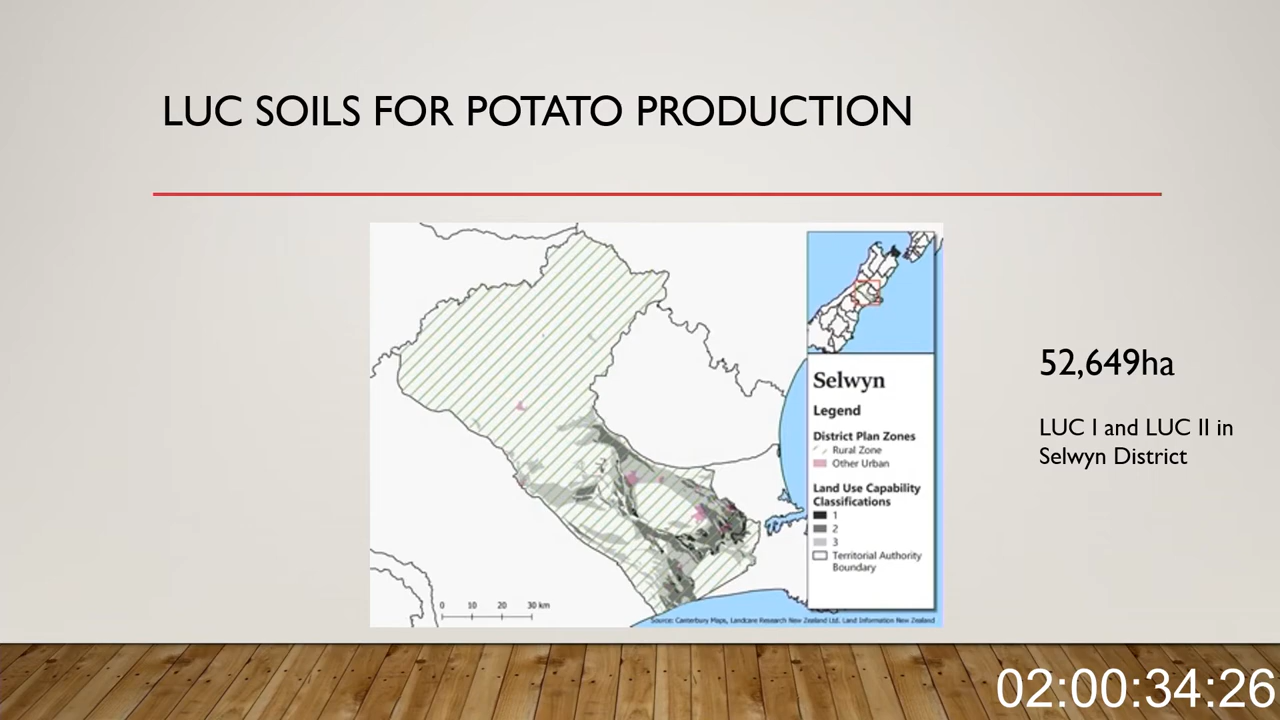 LUC SOILS FOR POTATO PRODUCTION
Selwyn
Legend
District Plan Zones
Rural Zone
Other Urban
Land Use Capability
Classifications
1
2
3
Territorial Authority
Boundary
0 10 20 30 km
Source: Canterbury Maps, Landcare Research New Zealand Ltd. Land Information New Zealand
52,649ha
LUC I and LUC II in
Selwyn District
02:00:34:26